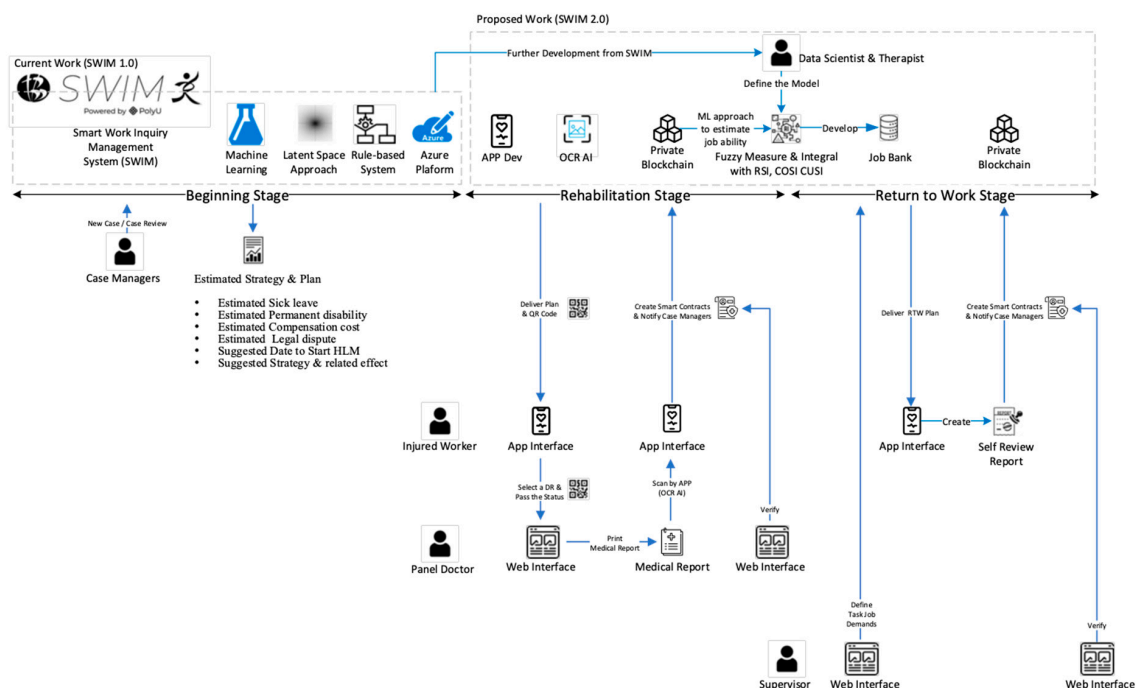 Proposed Work (SWIM 2.0)
Current Work (SWIM 1.0)
SWIM
Powered by PolyU
Smart Work Inquiry
Management
System (SWIM)
Machine
Learning
Latent Space
Approach
Rule-based
System
Azure
Azure
Plaform
Further Development from SWIM
Data Scientist & Therapist
Define the Model
APP Dev
OCR AI
Private
Blockchain
ML approach
to estimate
job ability
Fuzzy Measure & Integral
with RSI, COSI CUSI
Develop
Job Bank
Private
Blockchain
Beginning Stage
Rehabilitation Stage
Return to Work Stage
New Case / Case Review
Case Managers
Estimated Strategy & Plan
• Estimated Sick leave
• Estimated Permanent disability
• Estimated Compensation cost
• Estimated Legal dispute
• Suggested Date to Start HLM
• Suggested Strategy & related effect
Deliver Plan
& QR Code
Create Smart Contracts
& Notify Case Managers
Deliver RTW Plan
Create Smart Contracts
& Notify Case Managers
Injured Worker
App Interface
App Interface
App Interface
Create
REPORT
Self Review
Report
Select a DR &
Pass the Status
Scan by APP
(OCR AI)
Verify
Panel Doctor
Web Interface
Print
Medical Report
Medical Report
Web Interface
Define
Task Job
Demands
Verify
Supervisor
Web Interface
Web Interface